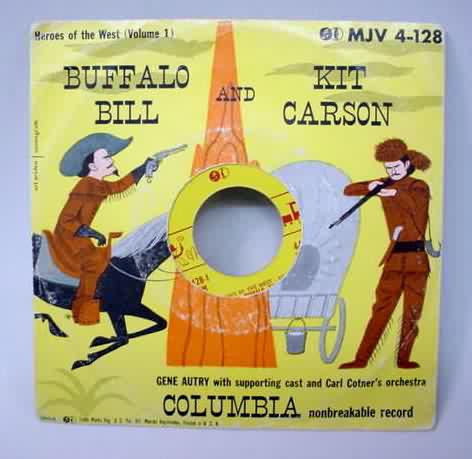 Heroes of the West (Volume 1)
MJV 4-128
BUFFALO BILL
AND
KIT CARSON
GENE AUTRY with supporting cast and Carl Cotner's orchestra
COLUMBIA nonbreakable record